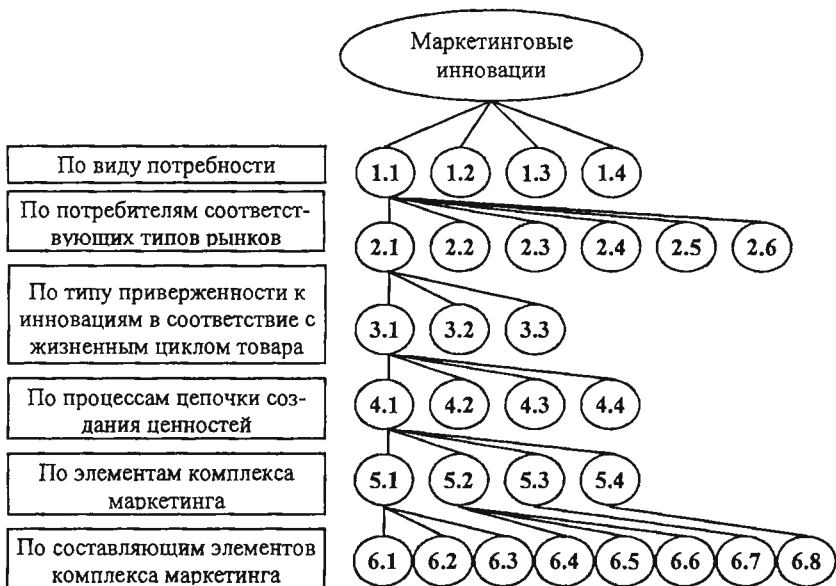 Маркетинговые
инновации
По виду потребности
1.1 1.2 1.3 1.4
По потребителям соответст-
вующих типов рынков
2.1 2.2 2.3 2.4 2.5 2.6
По типу приверженности к
инновациям в соответствие с
жизненным циклом товара
3.1 3.2 3.3
По процессам цепочки соз-
дания ценностей
4.1 4.2 4.3 4.4
По элементам комплекса
маркетинга
5.1 5.2 5.3 5.4
По составляющим элементов
комплекса маркетинга
6.1 6.2 6.3 6.4 6.5 6.6 6.7 6.8